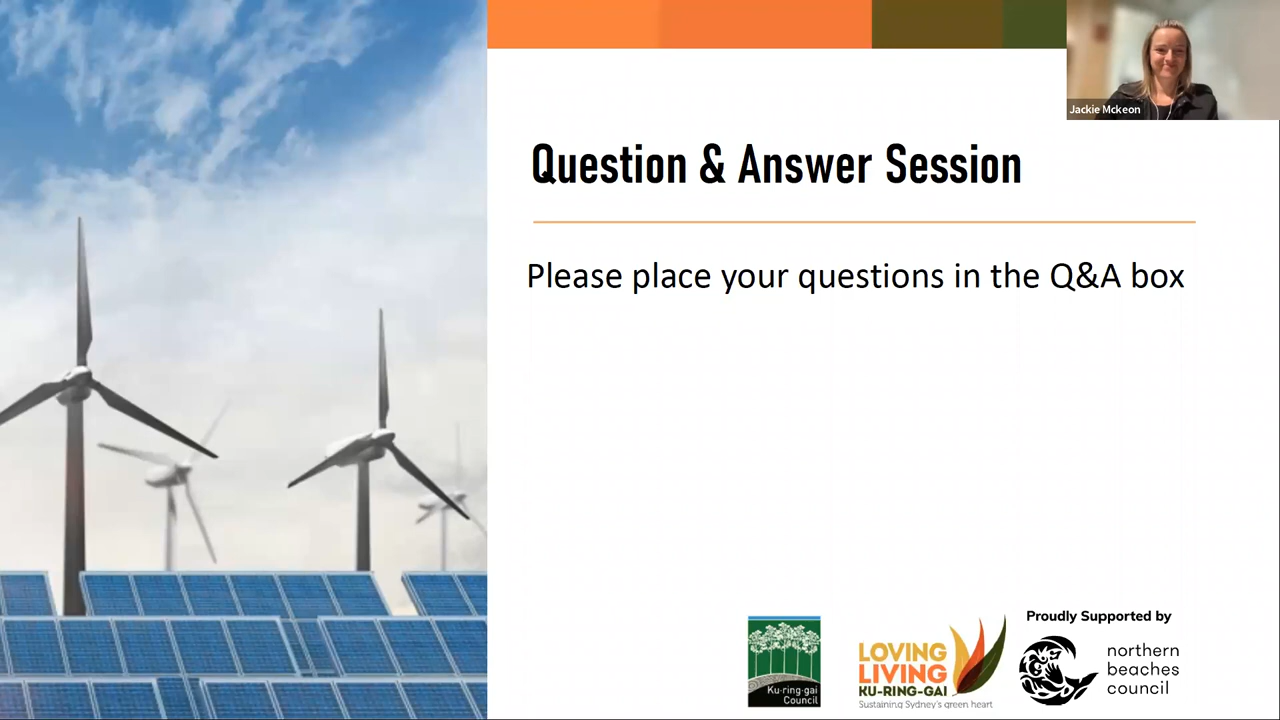 Jackie Mckeon
Question & Answer Session
Please place your questions in the Q&A box
Proudly Supported by
Ku-ring-gai
Council
LOVING
LIVING
KU-RING-GAI
Sustaining Sydney's green heart
northern
beaches
council